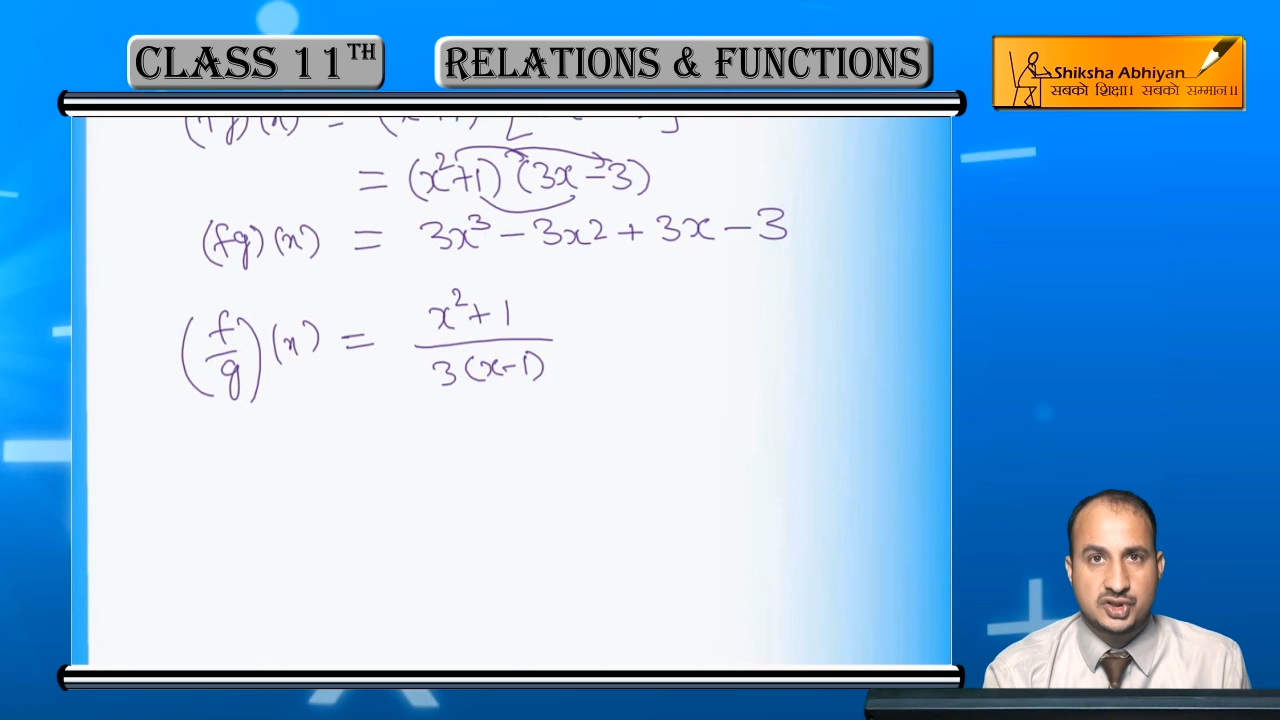 CLASS 11TH
RELATIONS & FUNCTIONS
Shiksha Abhiyan
सबको शिक्षा। सबको सम्मान॥
= (x²+1) (3x-3)
(fg)(x) = 3x³ - 3x2 + 3x - 3
(f/g)(x) = x²+1 / 3(x-1)